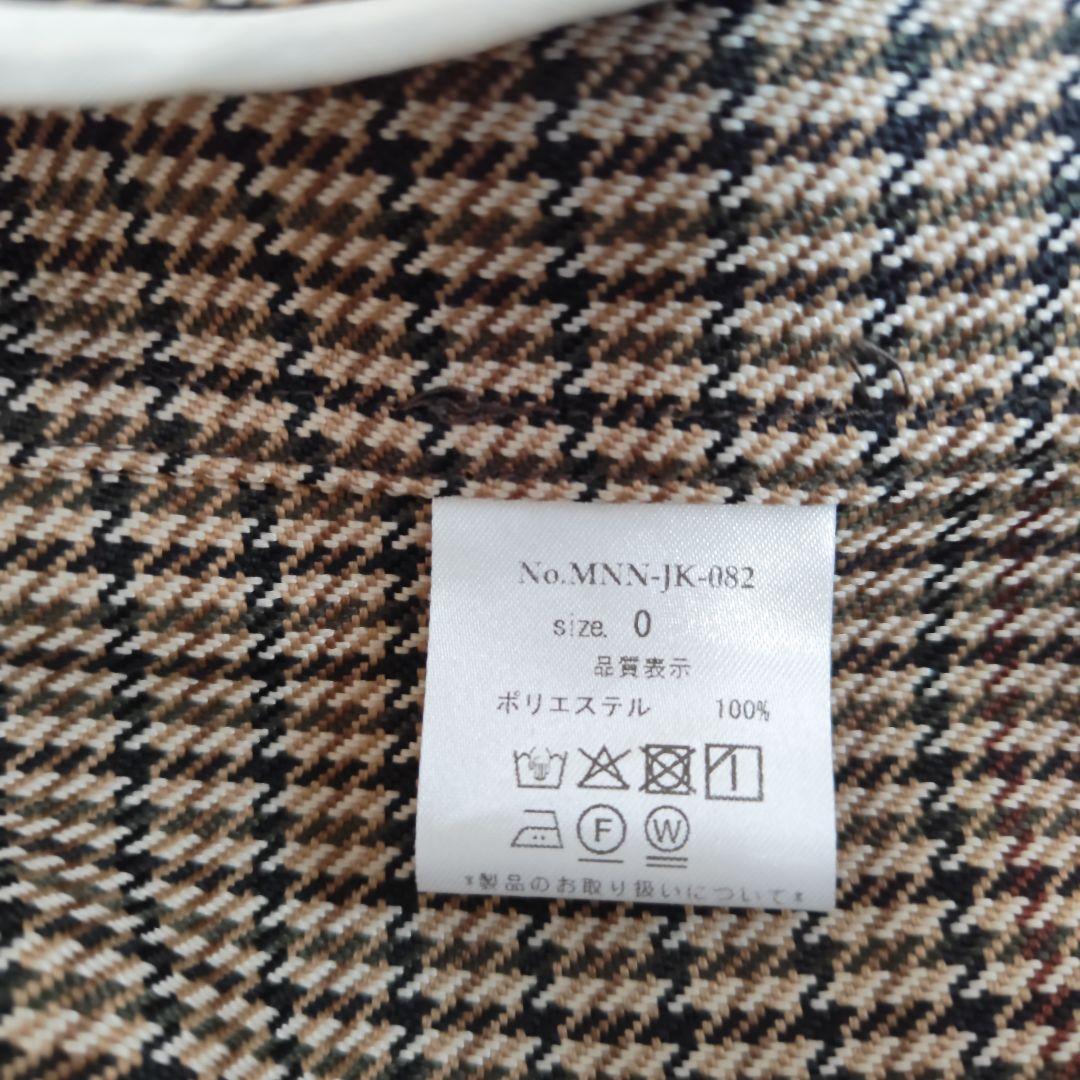 No.MNN-JK-082
size. 0
品質表示
ポリエステル 100%
F W
*製品のお取り扱いについて*